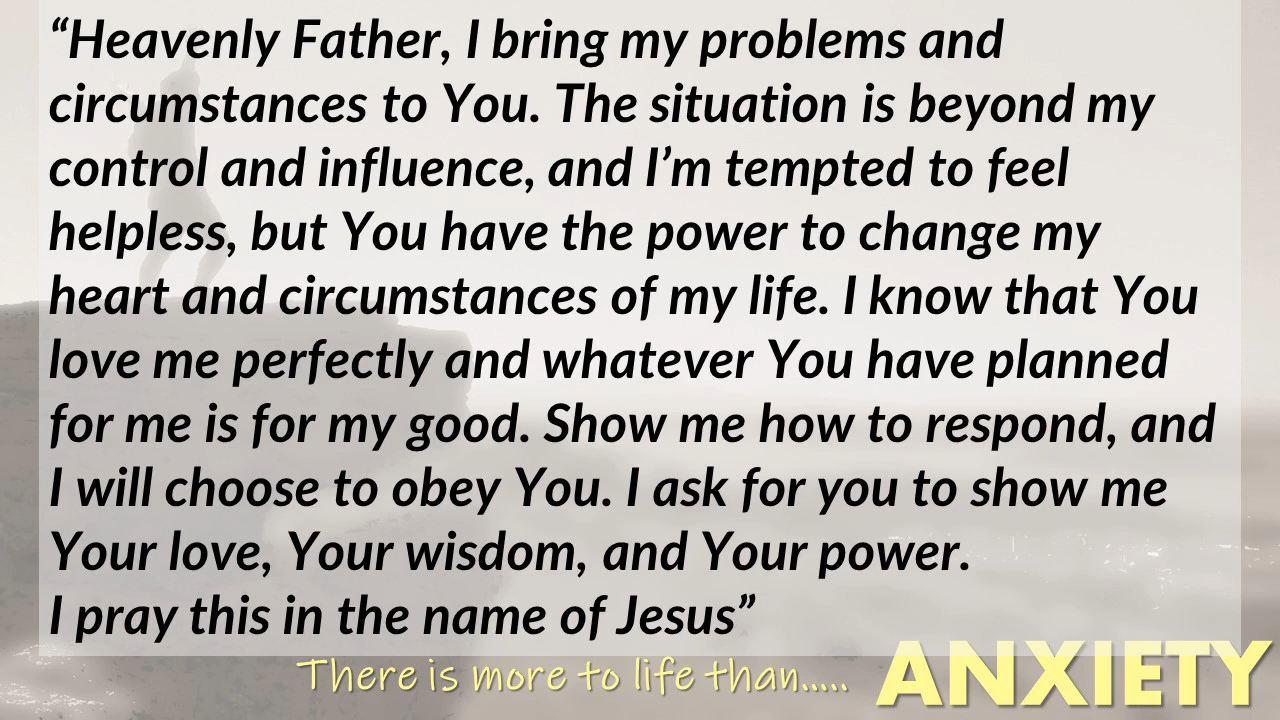 “Heavenly Father, I bring my problems and
circumstances to You. The situation is beyond my
control and influence, and I’m tempted to feel
helpless, but You have the power to change my
heart and circumstances of my life. I know that You
love me perfectly and whatever You have planned
for me is for my good. Show me how to respond, and
I will choose to obey You. I ask for you to show me
Your love, Your wisdom, and Your power.
I pray this in the name of Jesus”
There is more to life than..... ANXIETY